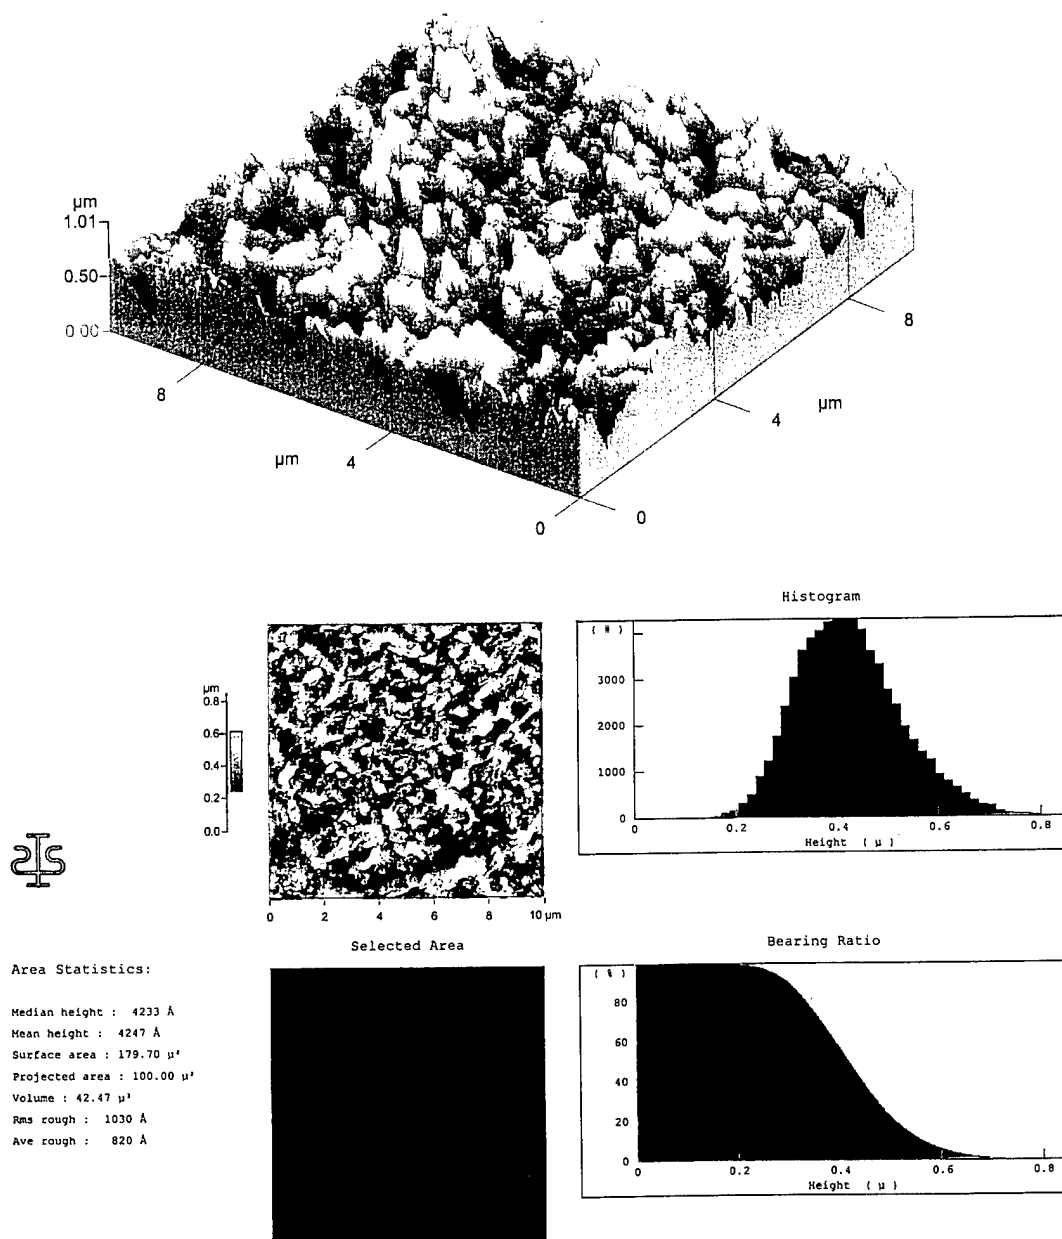 µm
1.01
0.50
0.00
8
µm
4
0
0
4
µm
8
Histogram
( # )
3000
2000
1000
0
0
0.2
0.4
0.6
0.8
Height ( µ )
µm
0.8
0.6
0.4
0.2
0.0
0
2
4
6
8
10 µm
Selected Area
Bearing Ratio
( % )
80
60
40
20
0
0
0.2
0.4
0.6
0.8
Height ( µ )
Area Statistics:
Median height : 4233 Å
Mean height : 4247 Å
Surface area : 179.70 µ²
Projected area : 100.00 µ²
Volume : 42.47 µ³
Rms rough : 1030 Å
Ave rough : 820 Å